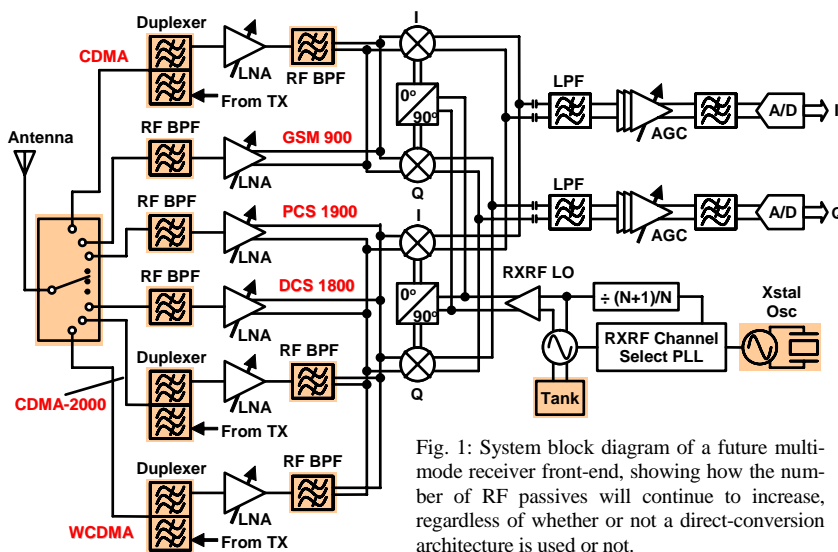 Duplexer
CDMA
LNA
RF BPF
From TX
I
0° 90°
Q
LPF
AGC
A/D
I
Antenna
RF BPF
GSM 900
LNA
LPF
AGC
A/D
Q
RF BPF
PCS 1900
LNA
I
0° 90°
Q
RXRF LO
÷ (N+1)/N
RXRF Channel
Select PLL
Xstal
Osc
Tank
RF BPF
DCS 1800
LNA
Duplexer
RF BPF
LNA
CDMA-2000
From TX
Duplexer
RF BPF
LNA
WCDMA
From TX
Fig. 1: System block diagram of a future multi-
mode receiver front-end, showing how the num-
ber of RF passives will continue to increase,
regardless of whether or not a direct-conversion
architecture is used or not.